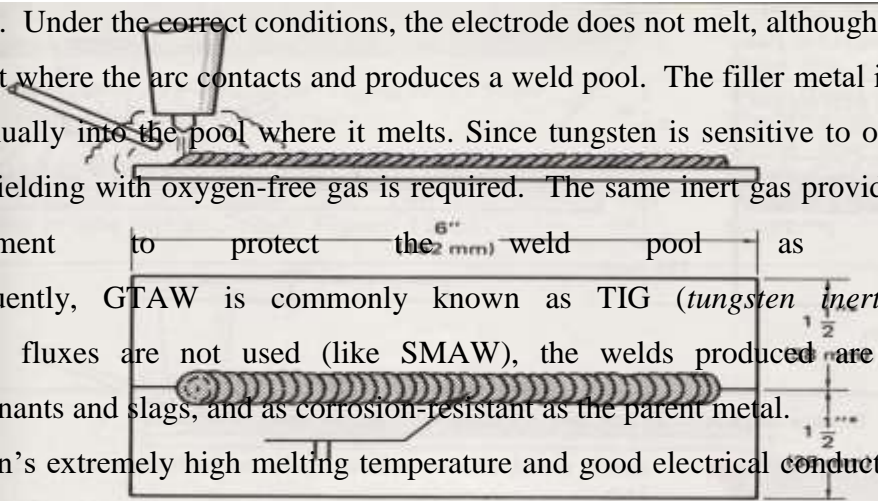 . Under the correct conditions, the electrode does not melt, although
t where the arc contacts and produces a weld pool. The filler metal i
ually into the pool where it melts. Since tungsten is sensitive to o
ielding with oxygen-free gas is required. The same inert gas provid
6"
ment to protect the weld pool as
mm)
uently, GTAW is commonly known as TIG (tungsten inert
1 1/2"
fluxes are not used (like SMAW), the welds produced are
nants and slags, and as corrosion-resistant as the parent metal.
1 1/2"
n's extremely high melting temperature and good electrical conduct